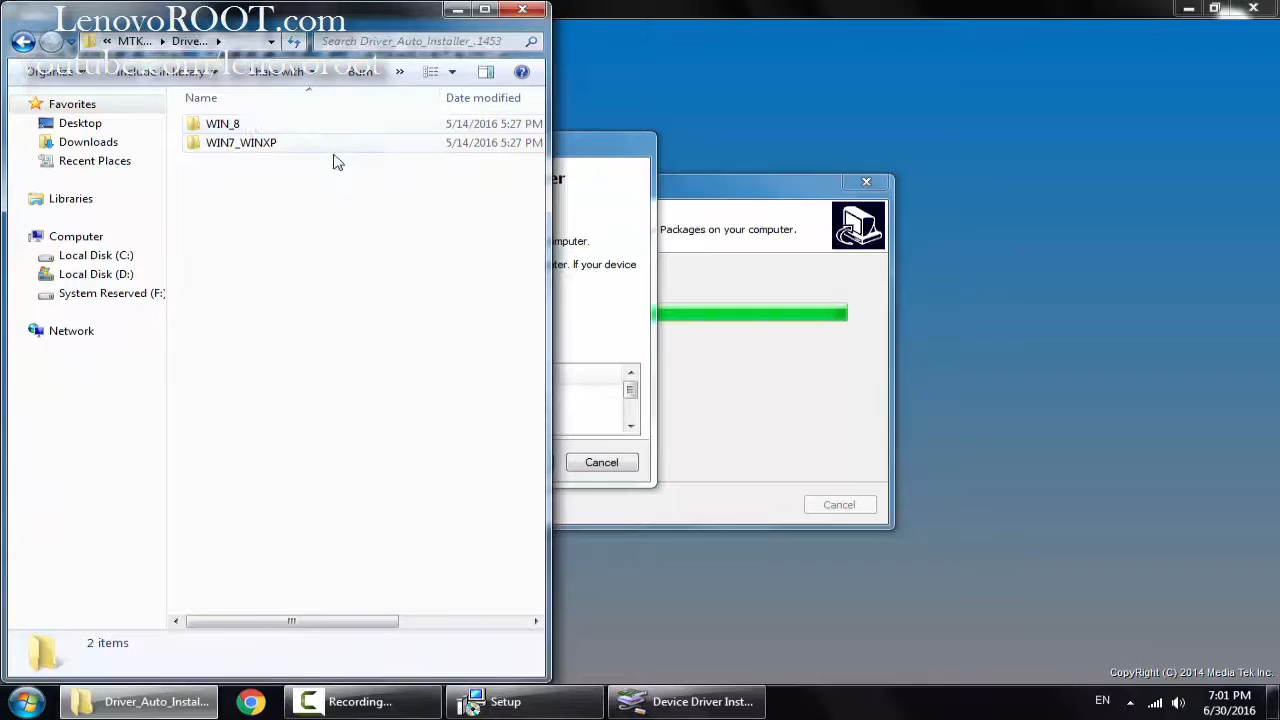 LenovoROOT.com
youtube.com/lenovoroot
MTK... Drive... Search Driver_Auto_Installer_.1453
Organize Include in library Share with Burn »
Favorites
Desktop
Downloads
Recent Places
Libraries
Computer
Local Disk (C:)
Local Disk (D:)
System Reserved (F:)
Network
Name Date modified
WIN_8 5/14/2016 5:27 PM
WIN7_WINXP 5/14/2016 5:27 PM
2 items
er
mputer.
ter. If your device
Cancel
Packages on your computer.
Cancel
CopyRight (C) 2014 Media Tek Inc.
Driver_Auto_Instal...
Recording...
Setup
Device Driver Inst...
EN
7:01 PM
6/30/2016